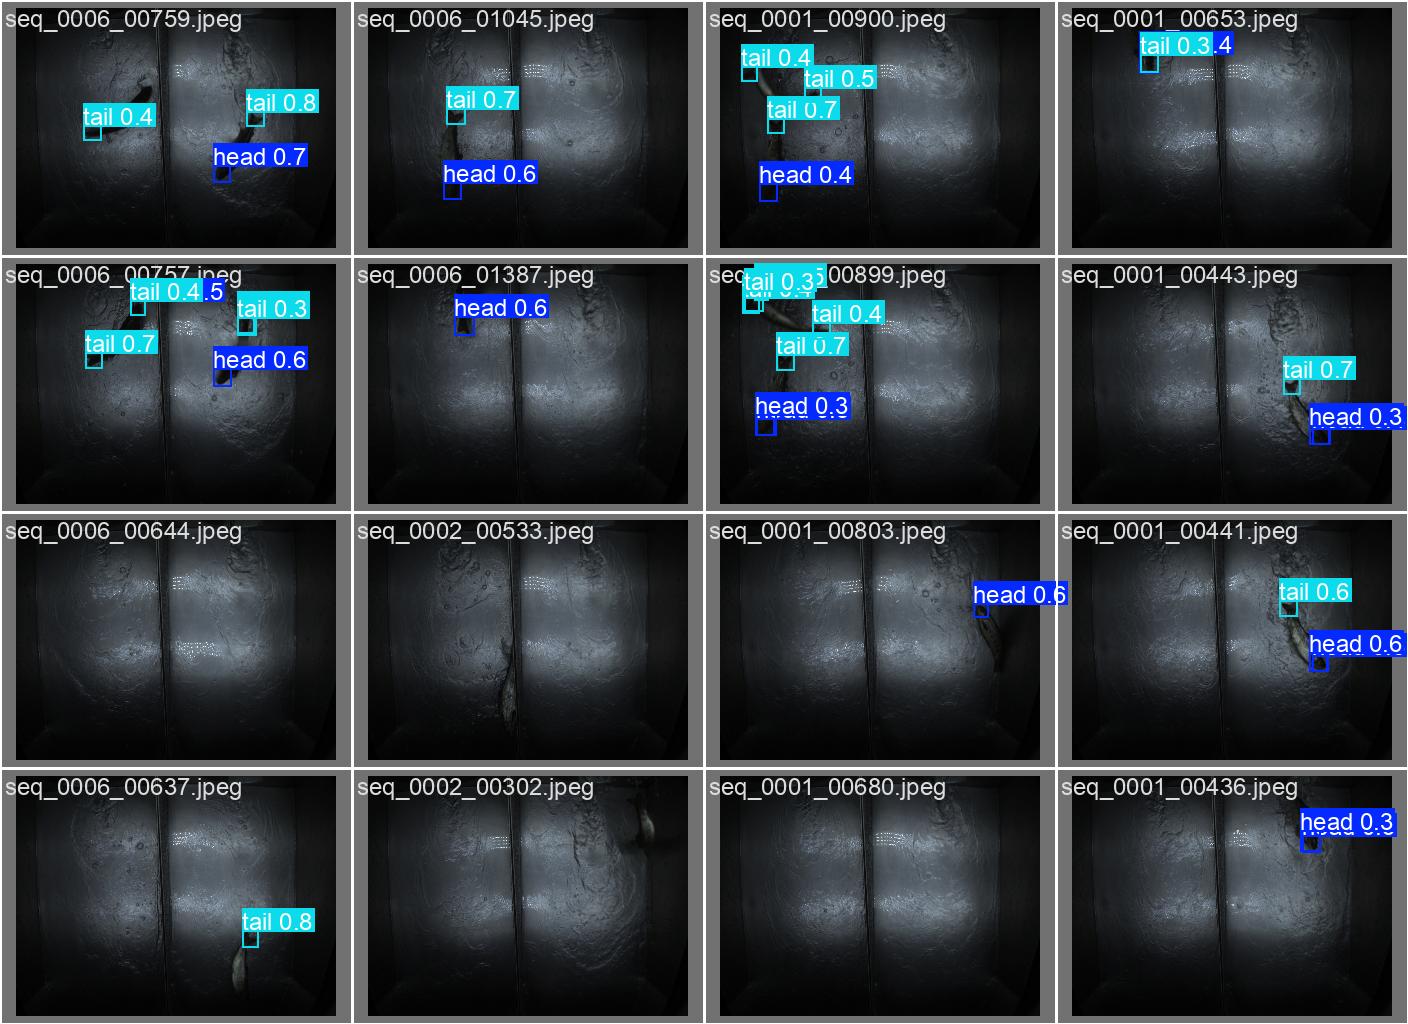 seq_0006_00759.jpeg
tail 0.4
tail 0.8
head 0.7
seq_0006_01045.jpeg
tail 0.7
head 0.6
seq_0001_00900.jpeg
tail 0.4
tail 0.5
tail 0.7
head 0.4
seq_0001_00653.jpeg
tail 0.3
.4
seq_0006_00757.jpeg
tail 0.4
.5
tail 0.3
tail 0.7
head 0.6
seq_0006_01387.jpeg
head 0.6
seq
00899.jpeg
tail 0.3
tail 0.4
tail 0.7
head 0.3
seq_0001_00443.jpeg
tail 0.7
head 0.3
seq_0006_00644.jpeg
seq_0002_00533.jpeg
seq_0001_00803.jpeg
head 0.6
seq_0001_00441.jpeg
tail 0.6
head 0.6
seq_0006_00637.jpeg
tail 0.8
seq_0002_00302.jpeg
seq_0001_00680.jpeg
seq_0001_00436.jpeg
head 0.3